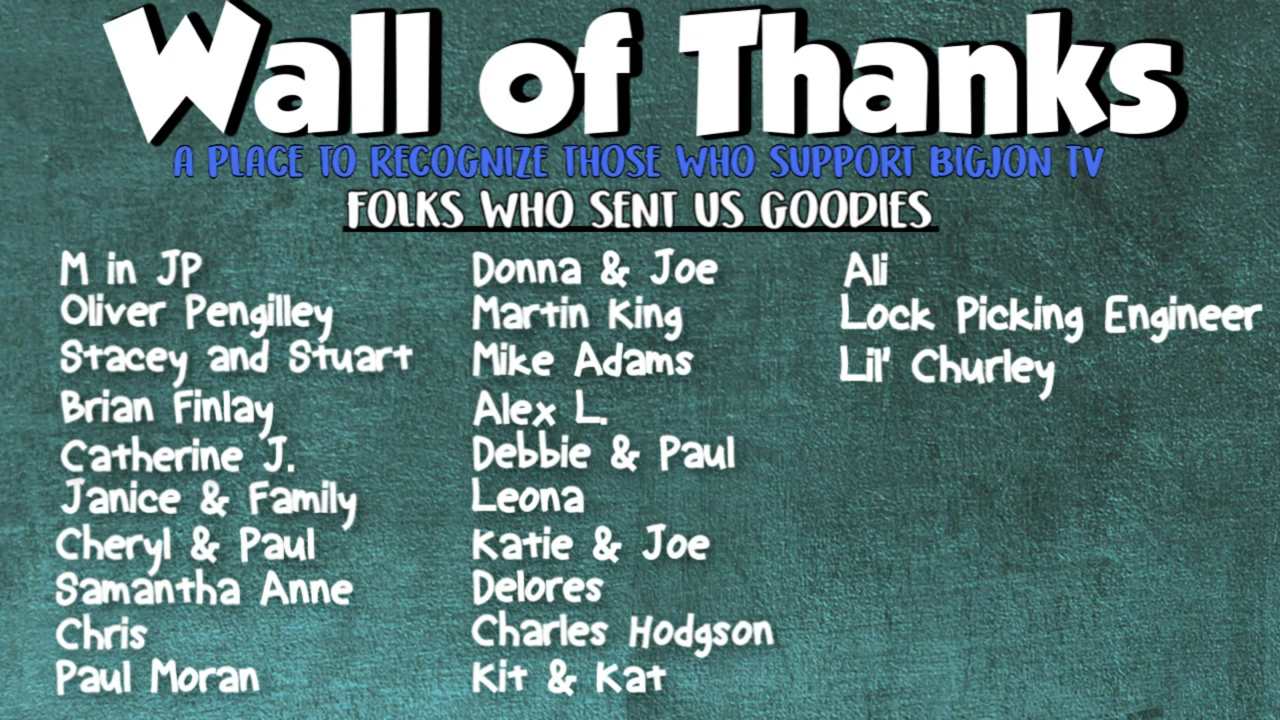 Wall of Thanks
A PLACE TO RECOGNIZE THOSE WHO SUPPORT BIGJON TV
FOLKS WHO SENT US GOODIES
M in JP
Oliver Pengilley
Stacey and Stuart
Brian Finlay
Catherine J.
Janice & Family
Cheryl & Paul
Samantha Anne
Chris
Paul Moran
Donna & Joe
Martin King
Mike Adams
Alex L.
Debbie & Paul
Leona
Katie & Joe
Delores
Charles Hodgson
Kit & Kat
Ali
Lock Picking Engineer
Lil' Churley